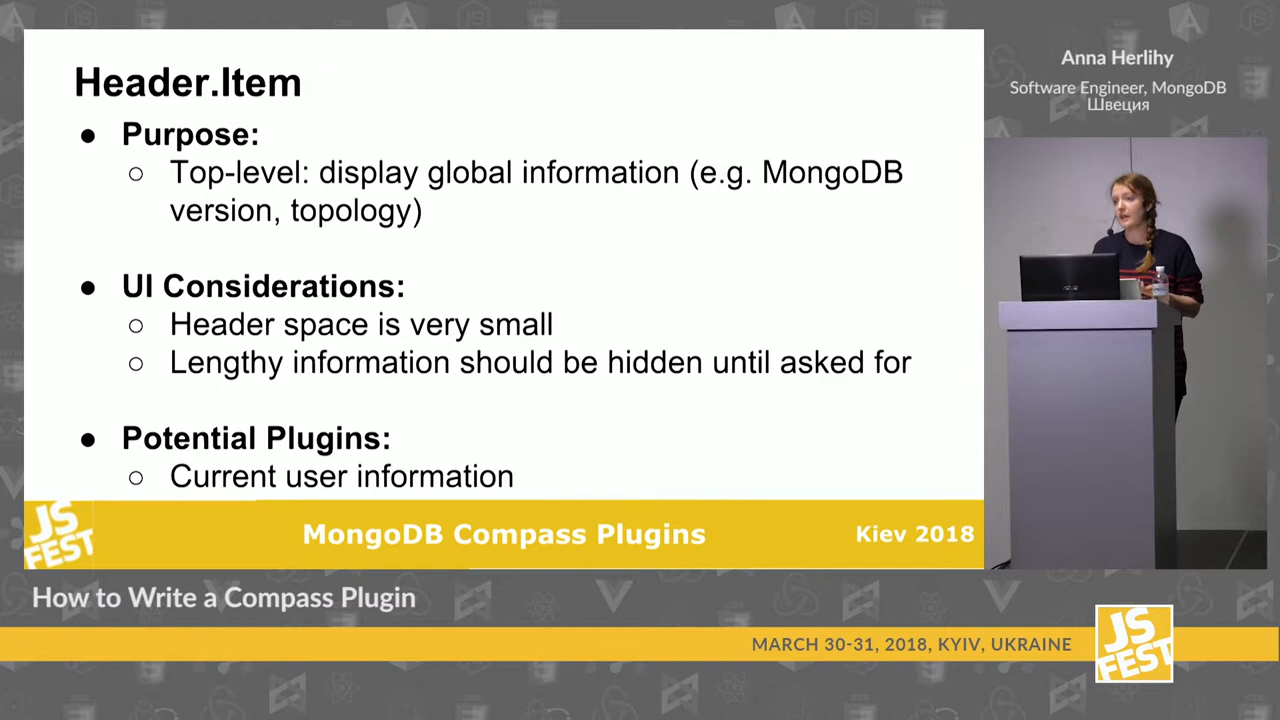 Header.Item
● Purpose:
○ Top-level: display global information (e.g. MongoDB
version, topology)
● UI Considerations:
○ Header space is very small
○ Lengthy information should be hidden until asked for
● Potential Plugins:
○ Current user information
JS
FEST
MongoDB Compass Plugins
Kiev 2018
Anna Herlihy
Software Engineer, MongoDB
Швеция
How to Write a Compass Plugin
MARCH 30-31, 2018, KYIV, UKRAINE
JS
FEST